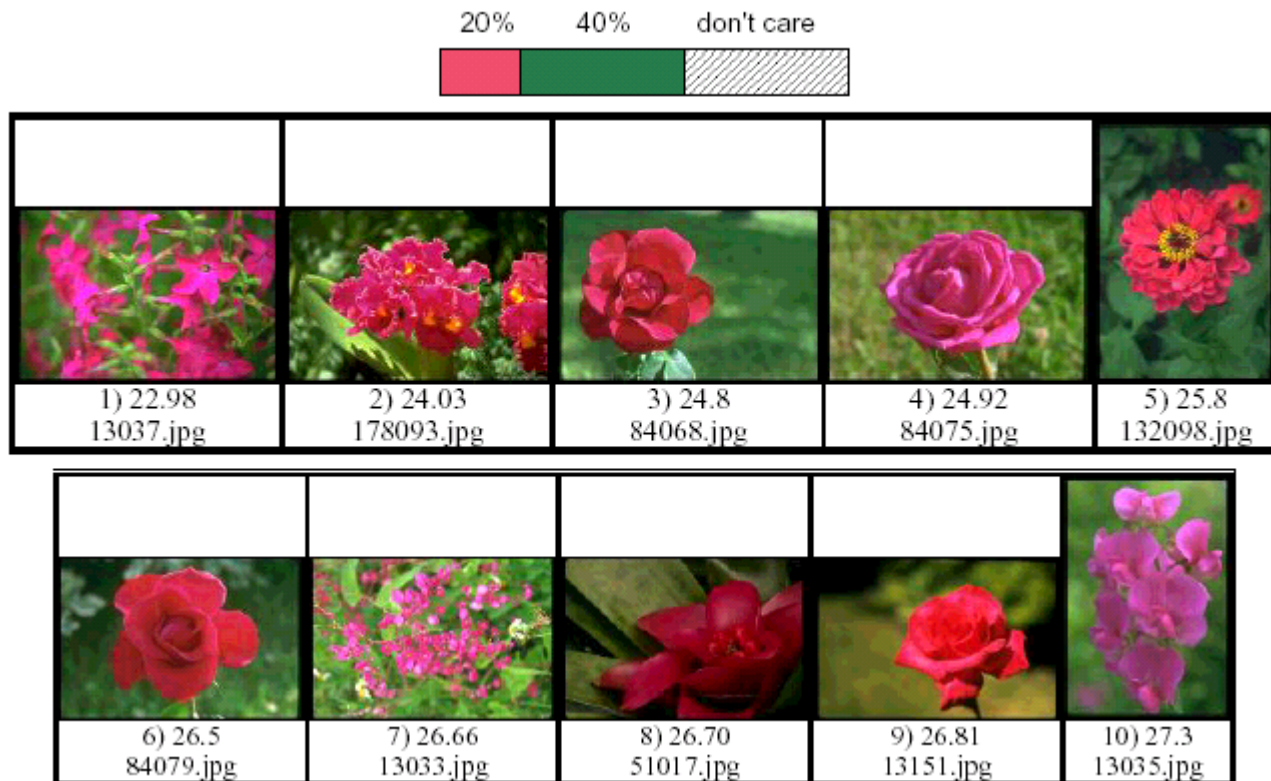 20% 40% don't care
1) 22.98 2) 24.03 3) 24.8 4) 24.92 5) 25.8
13037.jpg 178093.jpg 84068.jpg 84075.jpg 132098.jpg
6) 26.5 7) 26.66 8) 26.70 9) 26.81 10) 27.3
84079.jpg 13033.jpg 51017.jpg 13151.jpg 13035.jpg